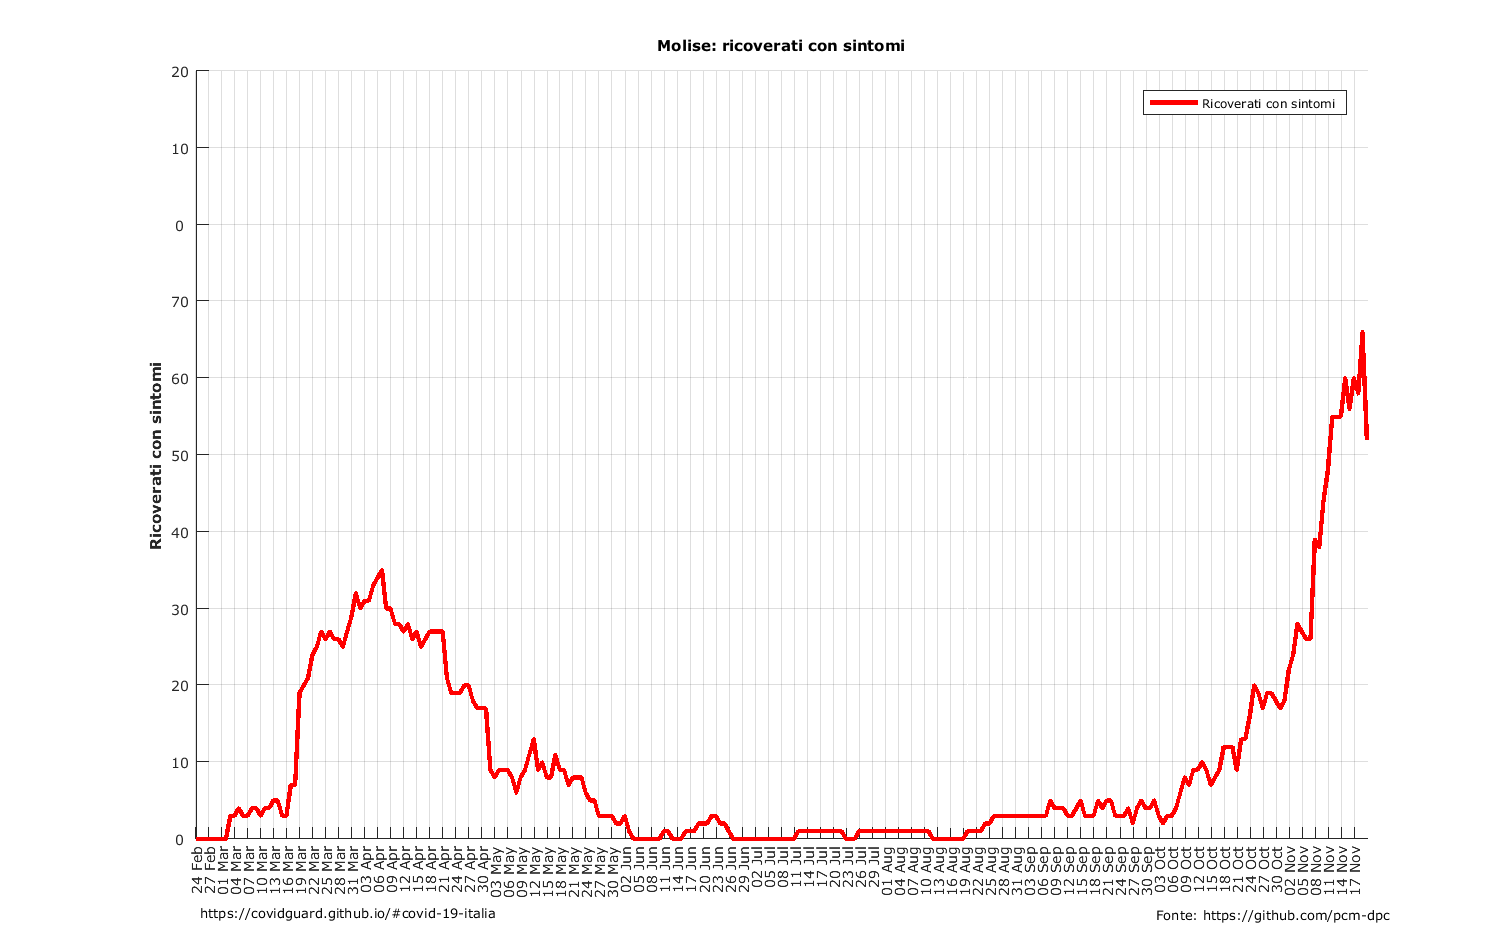 Molise: ricoverati con sintomi
20
10
0
70
60
50
40
30
20
10
0
Ricoverati con sintomi
Ricoverati con sintomi
24 Feb
27 Feb
01 Mar
04 Mar
07 Mar
10 Mar
13 Mar
16 Mar
19 Mar
22 Mar
25 Mar
28 Mar
31 Mar
03 Apr
06 Apr
09 Apr
12 Apr
15 Apr
18 Apr
21 Apr
24 Apr
27 Apr
30 Apr
03 May
06 May
09 May
12 May
15 May
18 May
21 May
24 May
27 May
30 May
02 Jun
05 Jun
08 Jun
11 Jun
14 Jun
17 Jun
20 Jun
23 Jun
26 Jun
29 Jun
02 Jul
05 Jul
08 Jul
11 Jul
14 Jul
17 Jul
20 Jul
23 Jul
26 Jul
29 Jul
01 Aug
04 Aug
07 Aug
10 Aug
13 Aug
16 Aug
19 Aug
22 Aug
25 Aug
28 Aug
31 Aug
03 Sep
06 Sep
09 Sep
12 Sep
15 Sep
18 Sep
21 Sep
24 Sep
27 Sep
30 Sep
03 Oct
06 Oct
09 Oct
12 Oct
15 Oct
18 Oct
21 Oct
24 Oct
27 Oct
30 Oct
02 Nov
05 Nov
08 Nov
11 Nov
14 Nov
17 Nov
https://covidguard.github.io/#covid-19-italia
Fonte: https://github.com/pcm-dpc